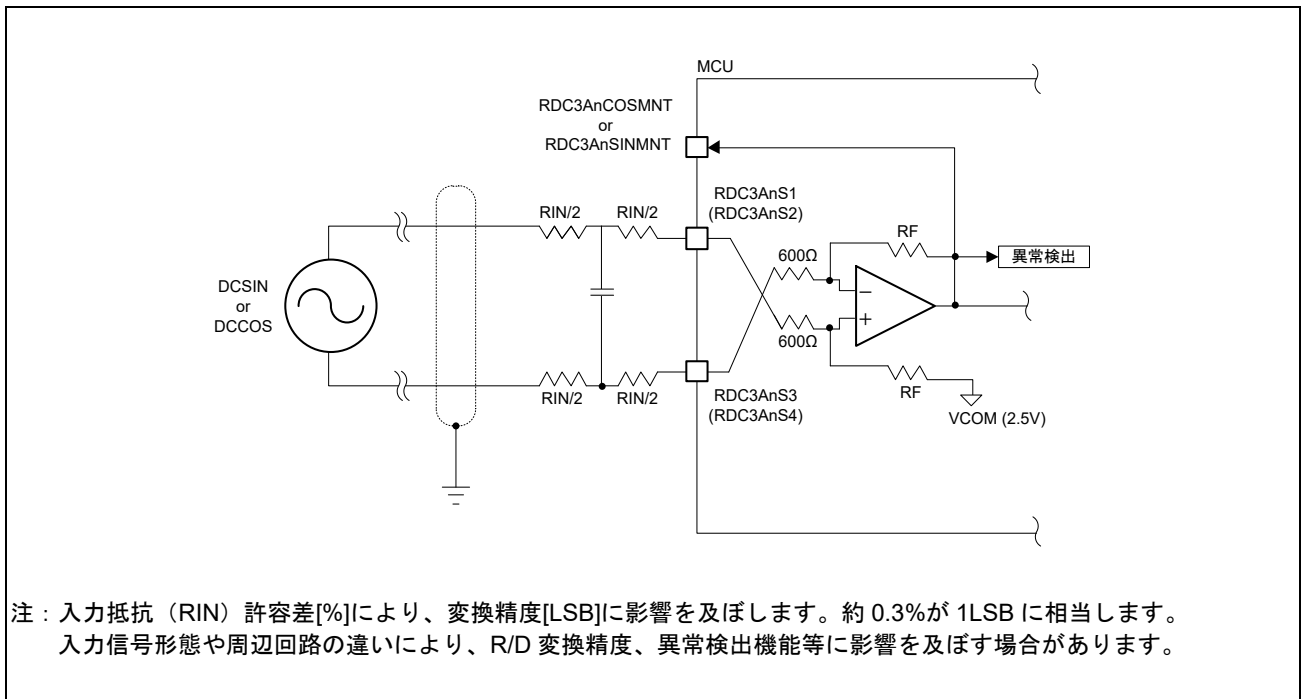 MCU
RDC3AnCOSMNT
or
RDC3AnSINMNT
RDC3AnS1
(RDC3AnS2)
RIN/2
RIN/2
RF
600Ω
異常検出
DCSIN
or
DCCOS
−
+
600Ω
RIN/2
RIN/2
RDC3AnS3
(RDC3AnS4)
RF
VCOM (2.5V)
注：入力抵抗（RIN）許容差[%]により、変換精度[LSB]に影響を及ぼします。約 0.3%が 1LSB に相当します。
入力信号形態や周辺回路の違いにより、R/D 変換精度、異常検出機能等に影響を及ぼす場合があります。